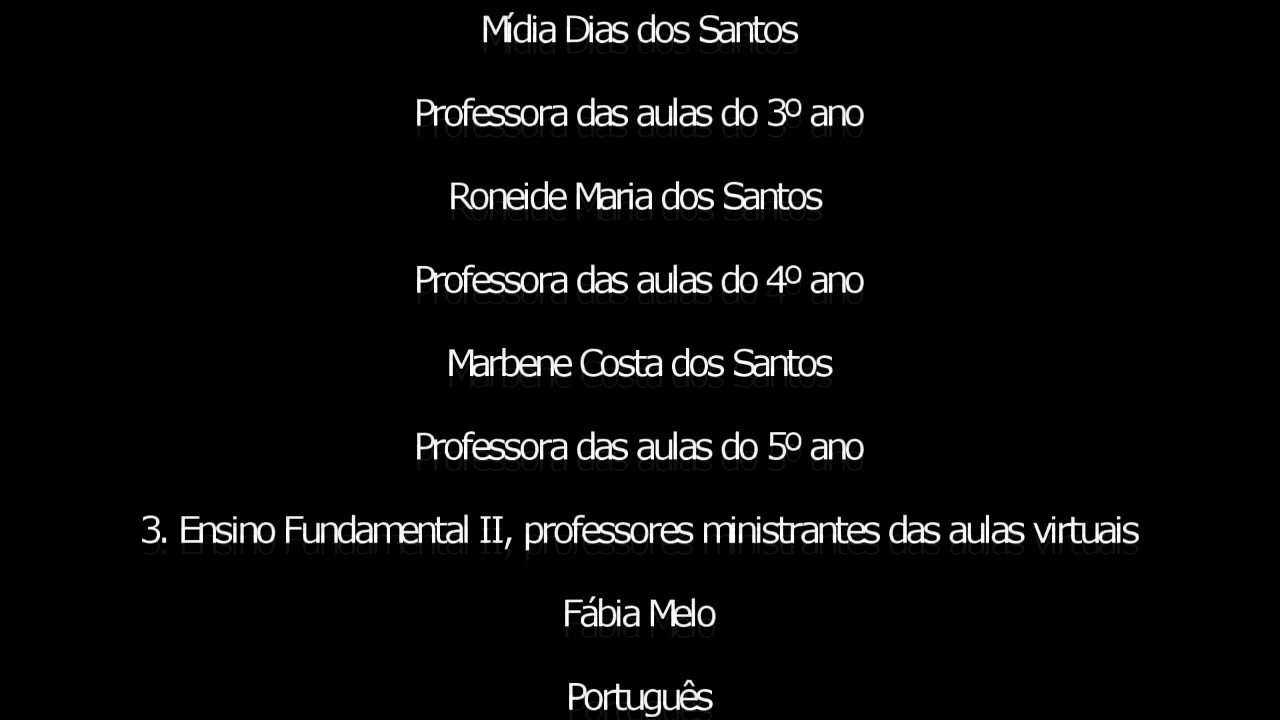 Mídia Dias dos Santos
Professora das aulas do 3º ano
Roneide Maria dos Santos
Professora das aulas do 4º ano
Marbene Costa dos Santos
Professora das aulas do 5º ano
3. Ensino Fundamental II, professores ministrantes das aulas virtuais
Fábia Melo
Português